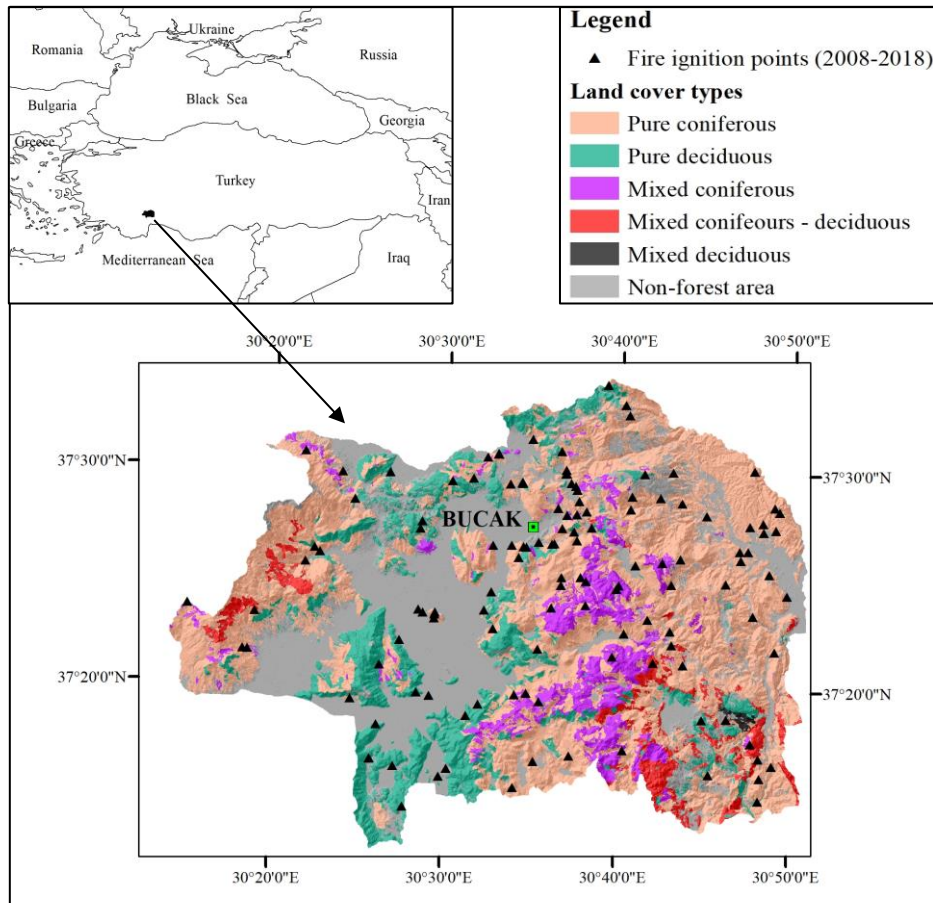 Ukraine
Romania
Russia
Black Sea
Bulgaria
Georgia
Greece
Turkey
Iran
Mediterranean Sea
Iraq
Legend
Fire ignition points (2008-2018)
Land cover types
Pure coniferous
Pure deciduous
Mixed coniferous
Mixed conifeours - deciduous
Mixed deciduous
Non-forest area
30°20'0"E 30°30'0"E 30°40'0"E 30°50'0"E
37°30'0"N 37°30'0"N
BUCAK
37°20'0"N 37°20'0"N
30°20'0"E 30°30'0"E 30°40'0"E 30°50'0"E